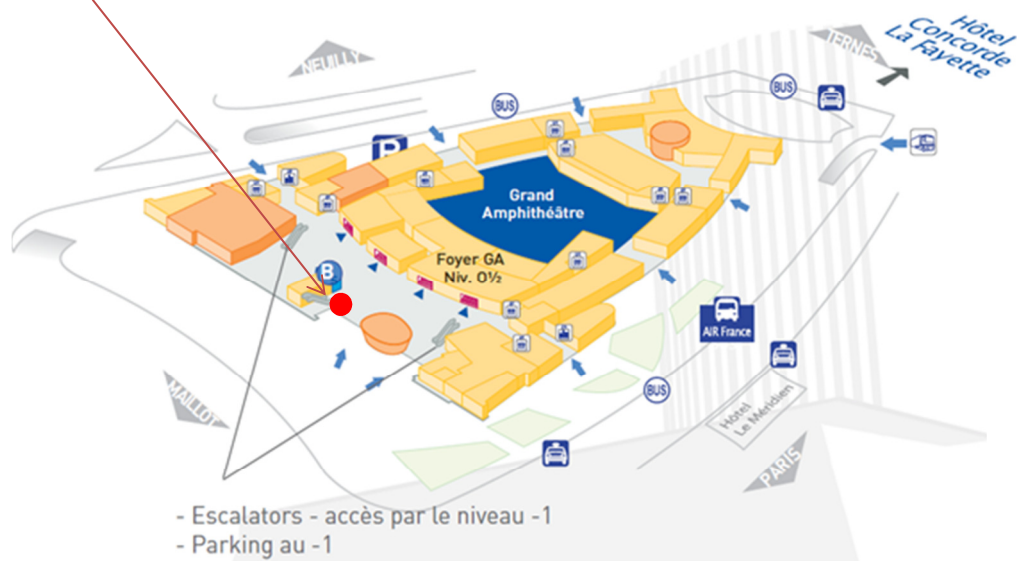 Hôtel
Concorde
La Fayette
TERNES
NEUILLY
BUS
BUS
P
Grand
Amphithéâtre
Foyer GA
Niv. 0½
B
AIR France
MAILLOT
BUS
Hôtel
Le Méridien
PARIS
- Escalators - accès par le niveau -1
- Parking au -1